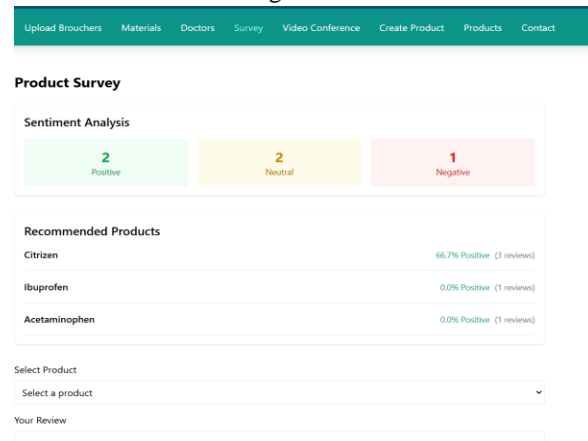 Upload Brouchers Materials Doctors Survey Video Conference Create Product Products Contact
Product Survey
Sentiment Analysis
2 2 1
Positive Neutral Negative
Recommended Products
Citrizen 66.7% Positive (3 reviews)
Ibuprofen 0.0% Positive (1 reviews)
Acetaminophen 0.0% Positive (1 reviews)
Select Product
Select a product
Your Review